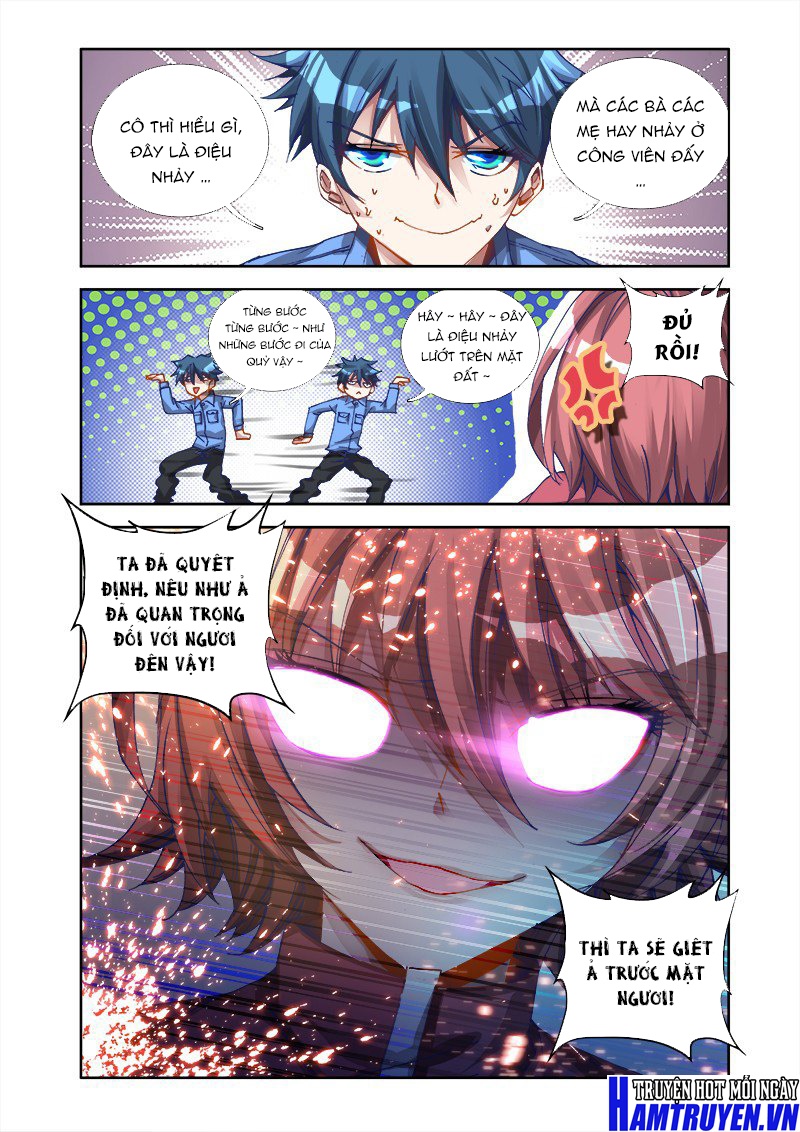 CÔ THÌ HIỂU GÌ,
ĐÂY LÀ ĐIỆU
NHẢY ...
MÀ CÁC BÀ CÁC
MẸ HAY NHẢY Ở
CÔNG VIÊN ĐẤY
...
TỪNG BƯỚC
TỪNG BƯỚC ~ NHƯ
NHỮNG BƯỚC ĐI CỦA
QUỶ VẬY ~
HÂY ~ HÂY ~ ĐÂY
LÀ ĐIỆU NHẢY
LƯỚT TRÊN MẶT
ĐẤT ~
ĐỦ
RỒI!
TA ĐÃ QUYẾT
ĐỊNH, NẾU NHƯ Ả
ĐÃ QUAN TRỌNG
ĐỐI VỚI NGƯƠI
ĐẾN VẬY!
THÌ TA SẼ GIẾT
Ả TRƯỚC MẶT
NGƯƠI!
TRUYỆN HOT MỖI NGÀY
HAMTRUYEN.VN